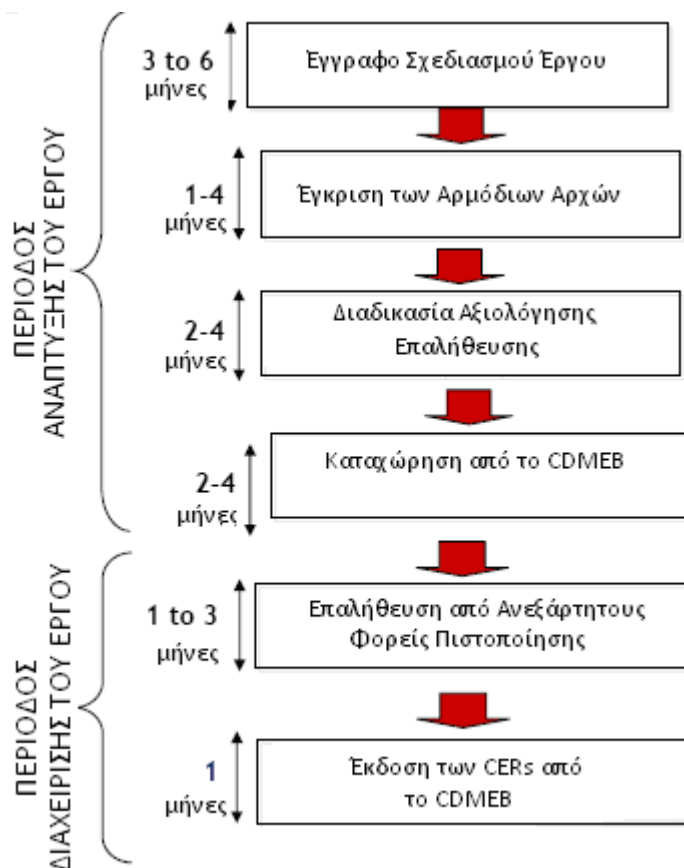 ΠΕΡΙΟΔΟΣ
ΑΝΑΠΤΥΞΗΣ ΤΟΥ ΕΡΓΟΥ
3 to 6
μήνες
Έγγραφο Σχεδιασμού Έργου
1-4
μήνες
Έγκριση των Αρμόδιων Αρχών
2-4
μήνες
Διαδικασία Αξιολόγησης
Επαλήθευσης
2-4
μήνες
Καταχώρηση από το CDMEB
ΠΕΡΙΟΔΟΣ
ΔΙΑΧΕΙΡΙΣΗΣ ΤΟΥ ΕΡΓΟΥ
1 to 3
μήνες
Επαλήθευση από Ανεξάρτητους
Φορείς Πιστοποίησης
1
μήνες
Έκδοση των CERs από
το CDMEB